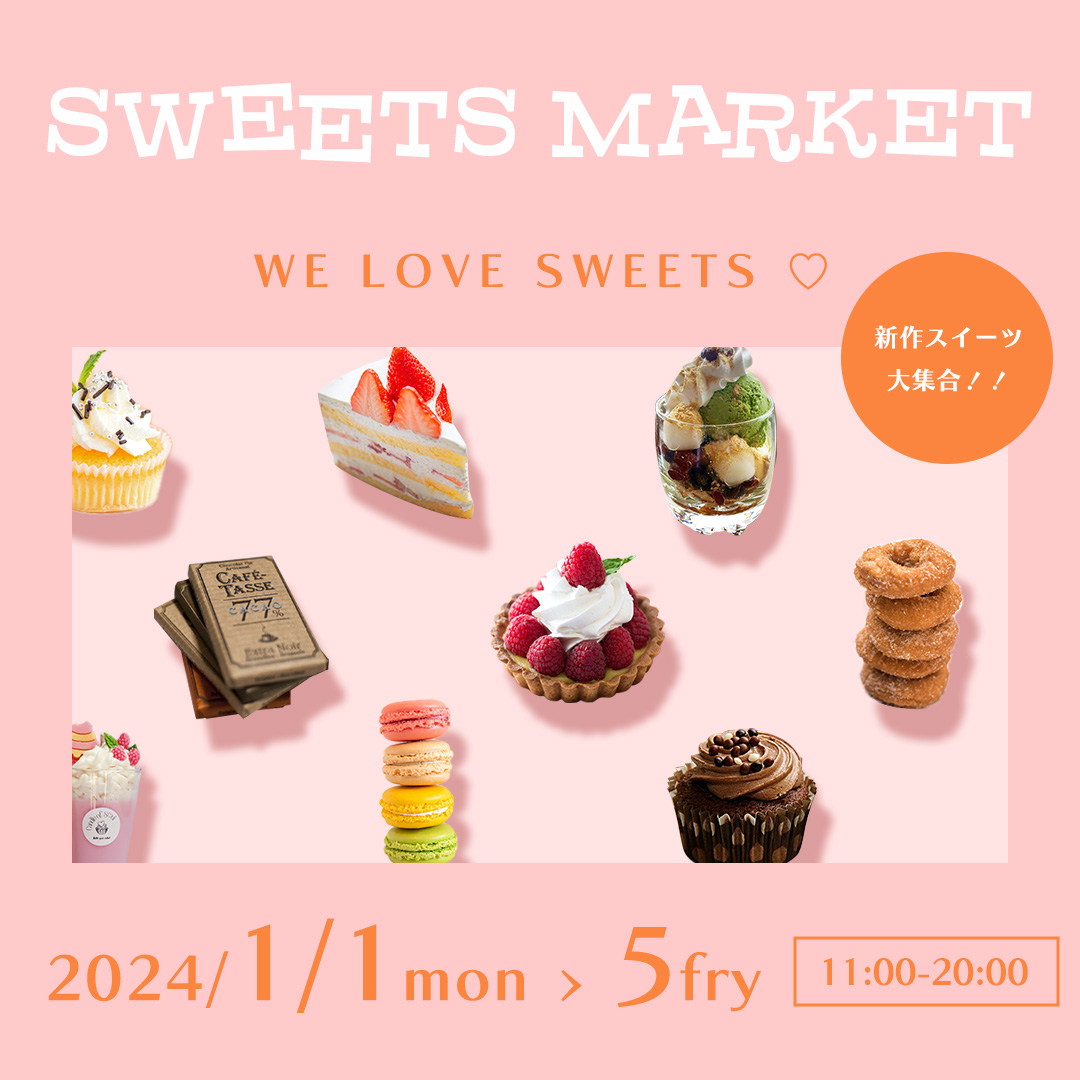 SWEETS MARKET
WE LOVE SWEETS ♡
新作スイーツ
大集合！！
CAFÉ-
TASSE
77%
CACAO
Extra Noir
2024/1/1mon > 5fry
11:00-20:00